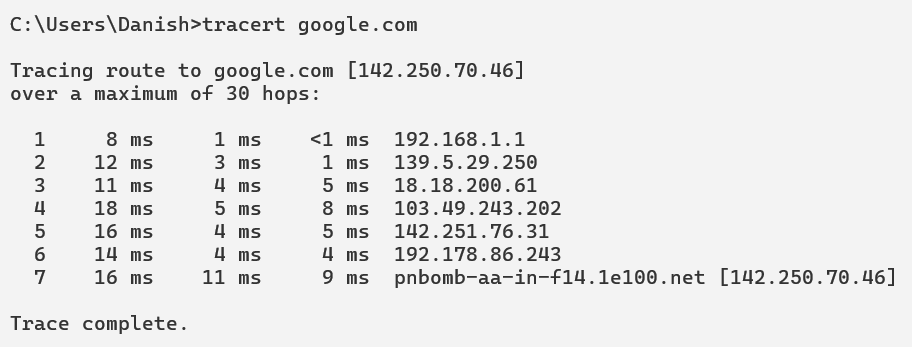 C:\Users\Danish>tracert google.com
Tracing route to google.com [142.250.70.46]
over a maximum of 30 hops:
1 8 ms 1 ms <1 ms 192.168.1.1
2 12 ms 3 ms 1 ms 139.5.29.250
3 11 ms 4 ms 5 ms 18.18.200.61
4 18 ms 5 ms 8 ms 103.49.243.202
5 16 ms 4 ms 5 ms 142.251.76.31
6 14 ms 4 ms 4 ms 192.178.86.243
7 16 ms 11 ms 9 ms pnbomb-aa-in-f14.1e100.net [142.250.70.46]
Trace complete.